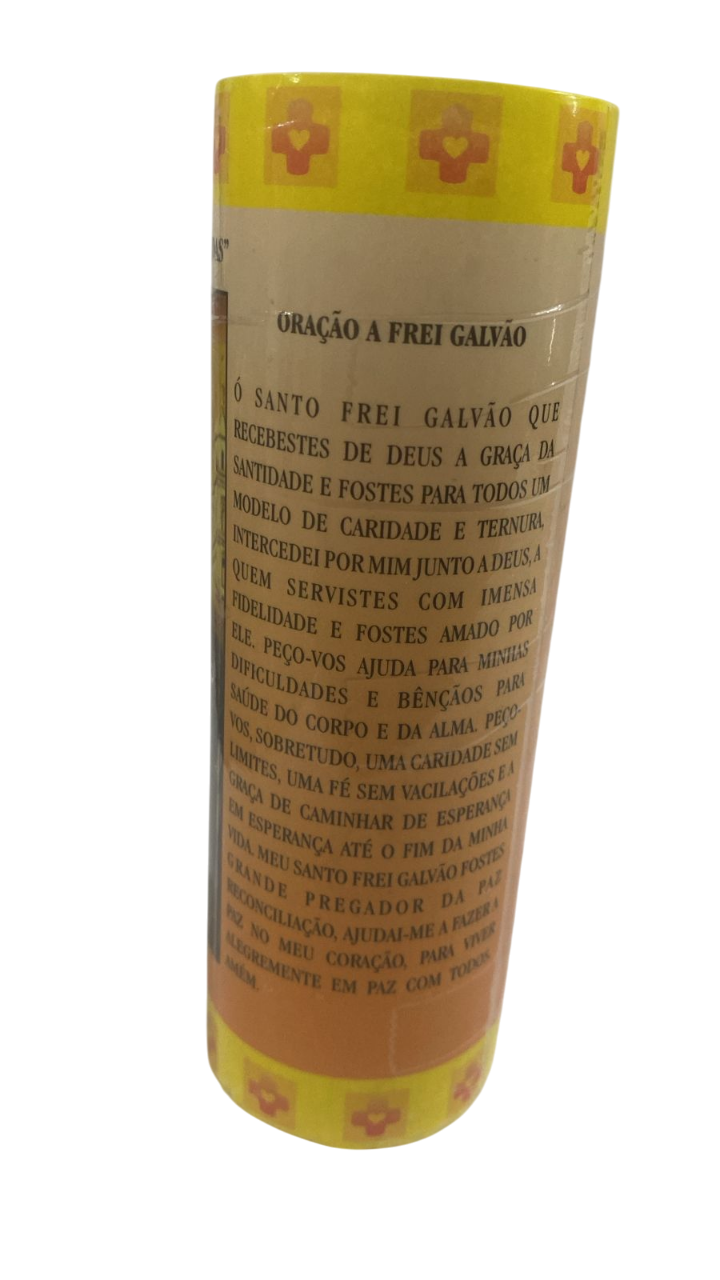 ORAÇÃO A FREI GALVÃO
Ó SANTO FREI GALVÃO QUE
RECEBESTES DE DEUS A GRAÇA DA
SANTIDADE E FOSTES PARA TODOS UM
MODELO DE CARIDADE E TERNURA,
INTERCEDEI POR MIM JUNTO A DEUS, A
QUEM SERVISTES COM IMENSA
FIDELIDADE E FOSTES AMADO POR
ELE. PEÇO-VOS AJUDA PARA MINHAS
DIFICULDADES E BÊNÇÃOS PARA
SAÚDE DO CORPO E DA ALMA. PEÇO-
VOS, SOBRETUDO, UMA CARIDADE SEM
LIMITES, UMA FÉ SEM VACILAÇÕES E A
GRAÇA DE CAMINHAR DE ESPERANÇA
EM ESPERANÇA ATÉ O FIM DA MINHA
VIDA. MEU SANTO FREI GALVÃO FOSTES
GRANDE PREGADOR DA PAZ
RECONCILIAÇÃO, AJUDAI-ME A FAZER A
PAZ NO MEU CORAÇÃO, PARA VIVER
ALEGREMENTE EM PAZ COM TODOS.
AMÉM.